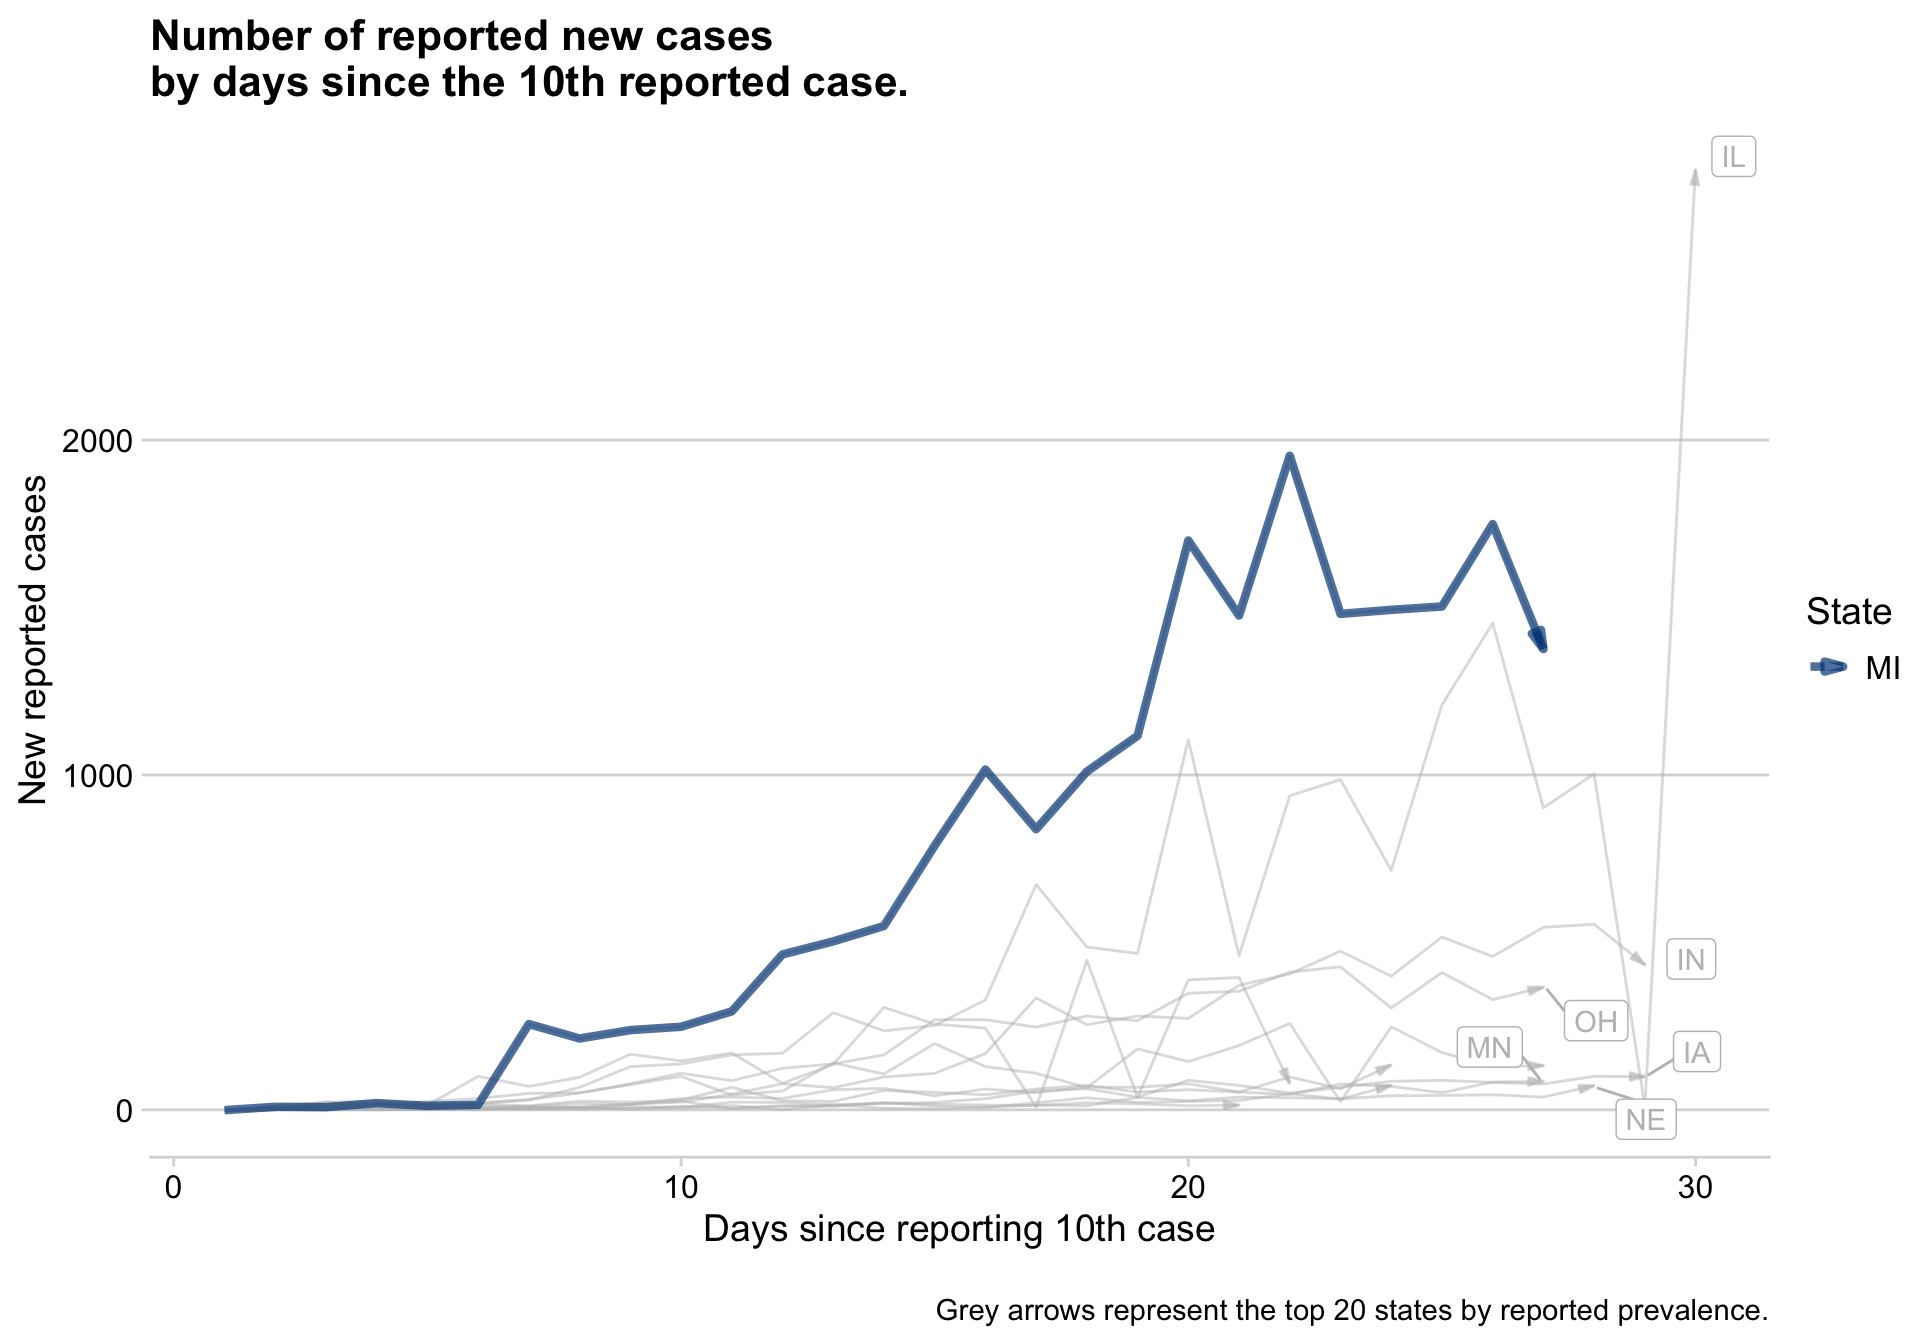 Number of reported new cases
by days since the 10th reported case.
IL
2000
New reported cases
State
MI
1000
IN
OH
MN
IA
0
NE
0 10 20 30
Days since reporting 10th case
Grey arrows represent the top 20 states by reported prevalence.